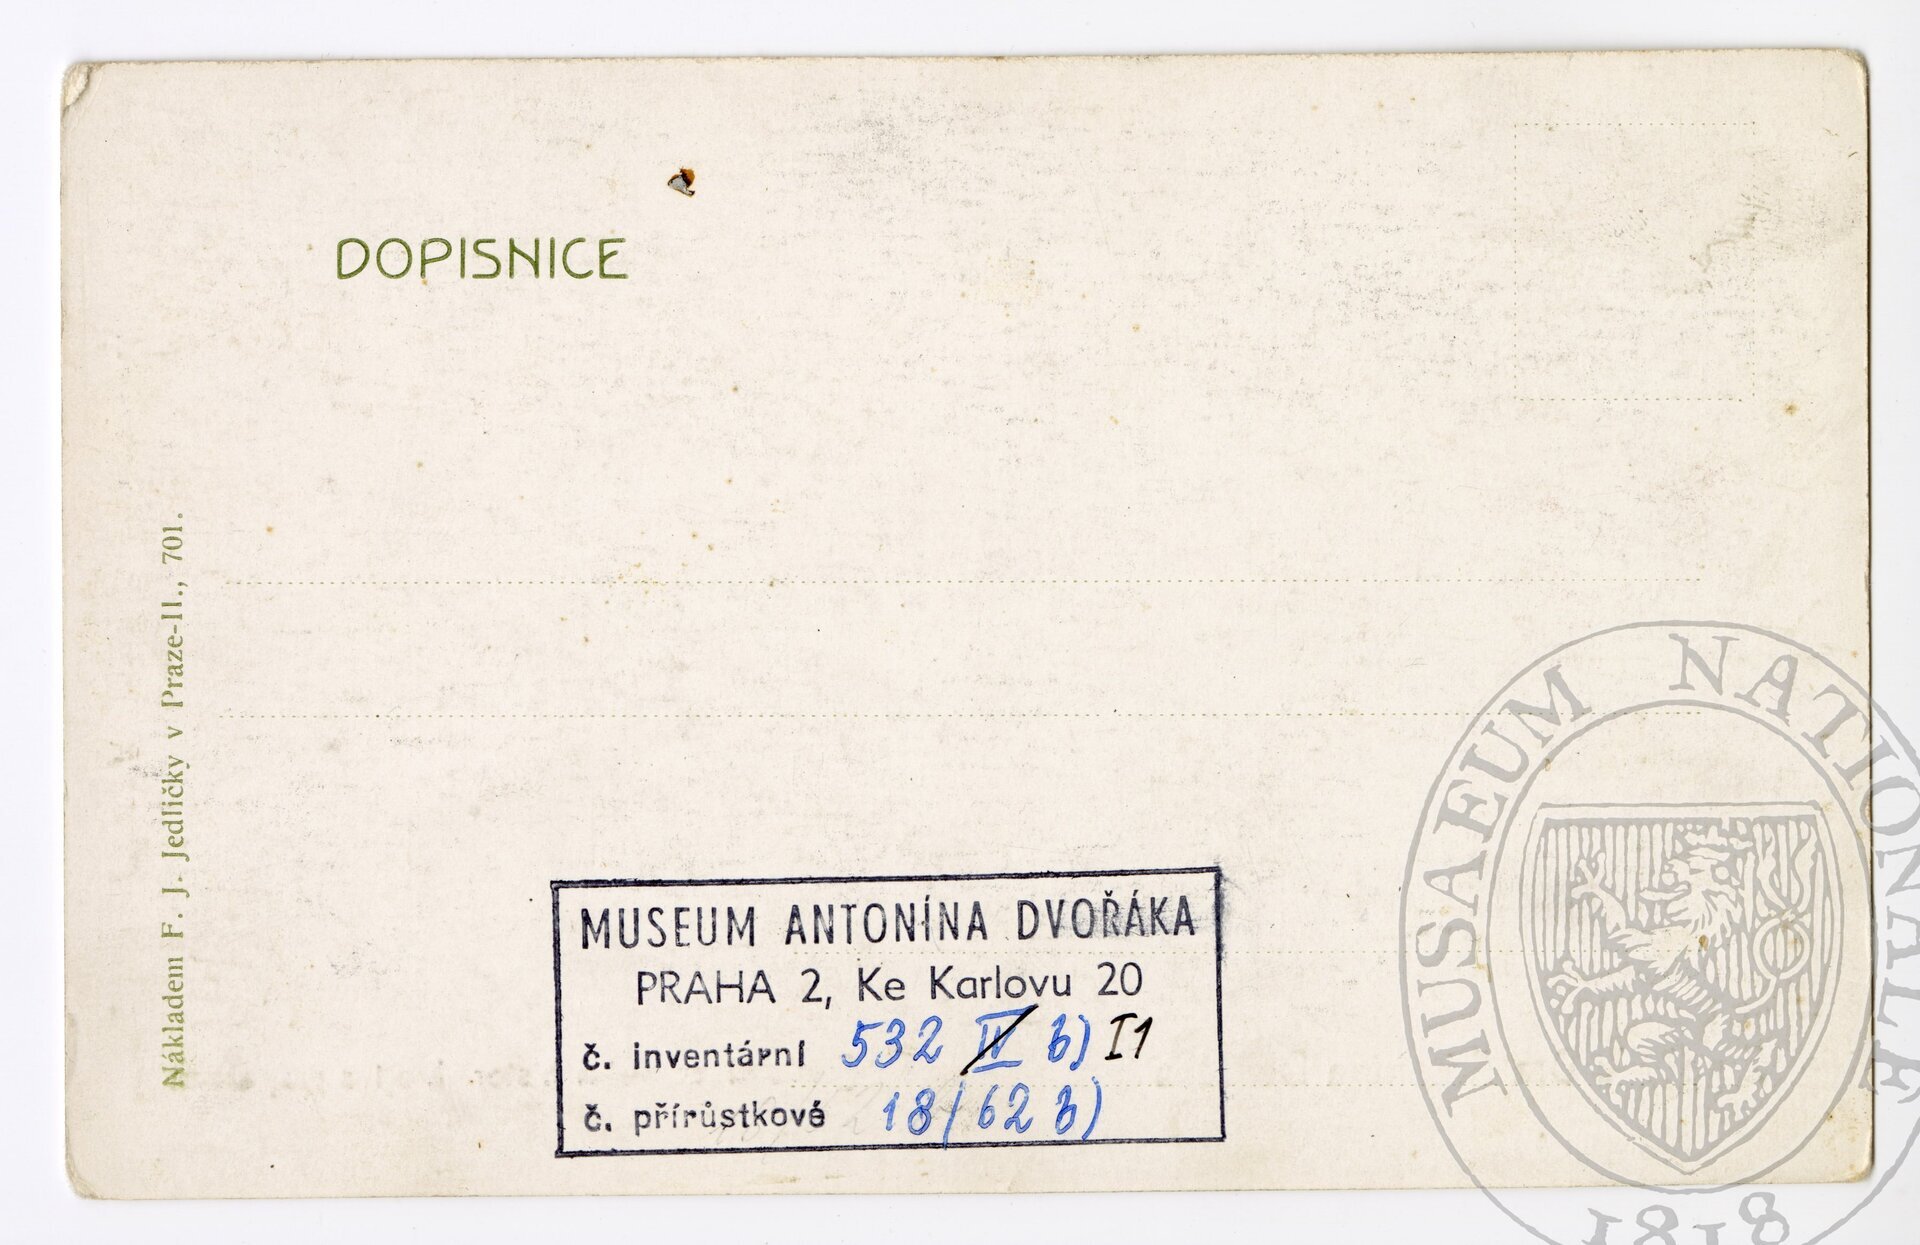 DOPISNICE
Nákladem F. J. Jedličky v Praze-II., 701.
MUSEUM ANTONÍNA DVOŘÁKA
PRAHA 2, Ke Karlovu 20
č. inventární 532 IV b) I1
č. přírůstkové 18/62 b)
MUSAEUM NATIONALE
1818